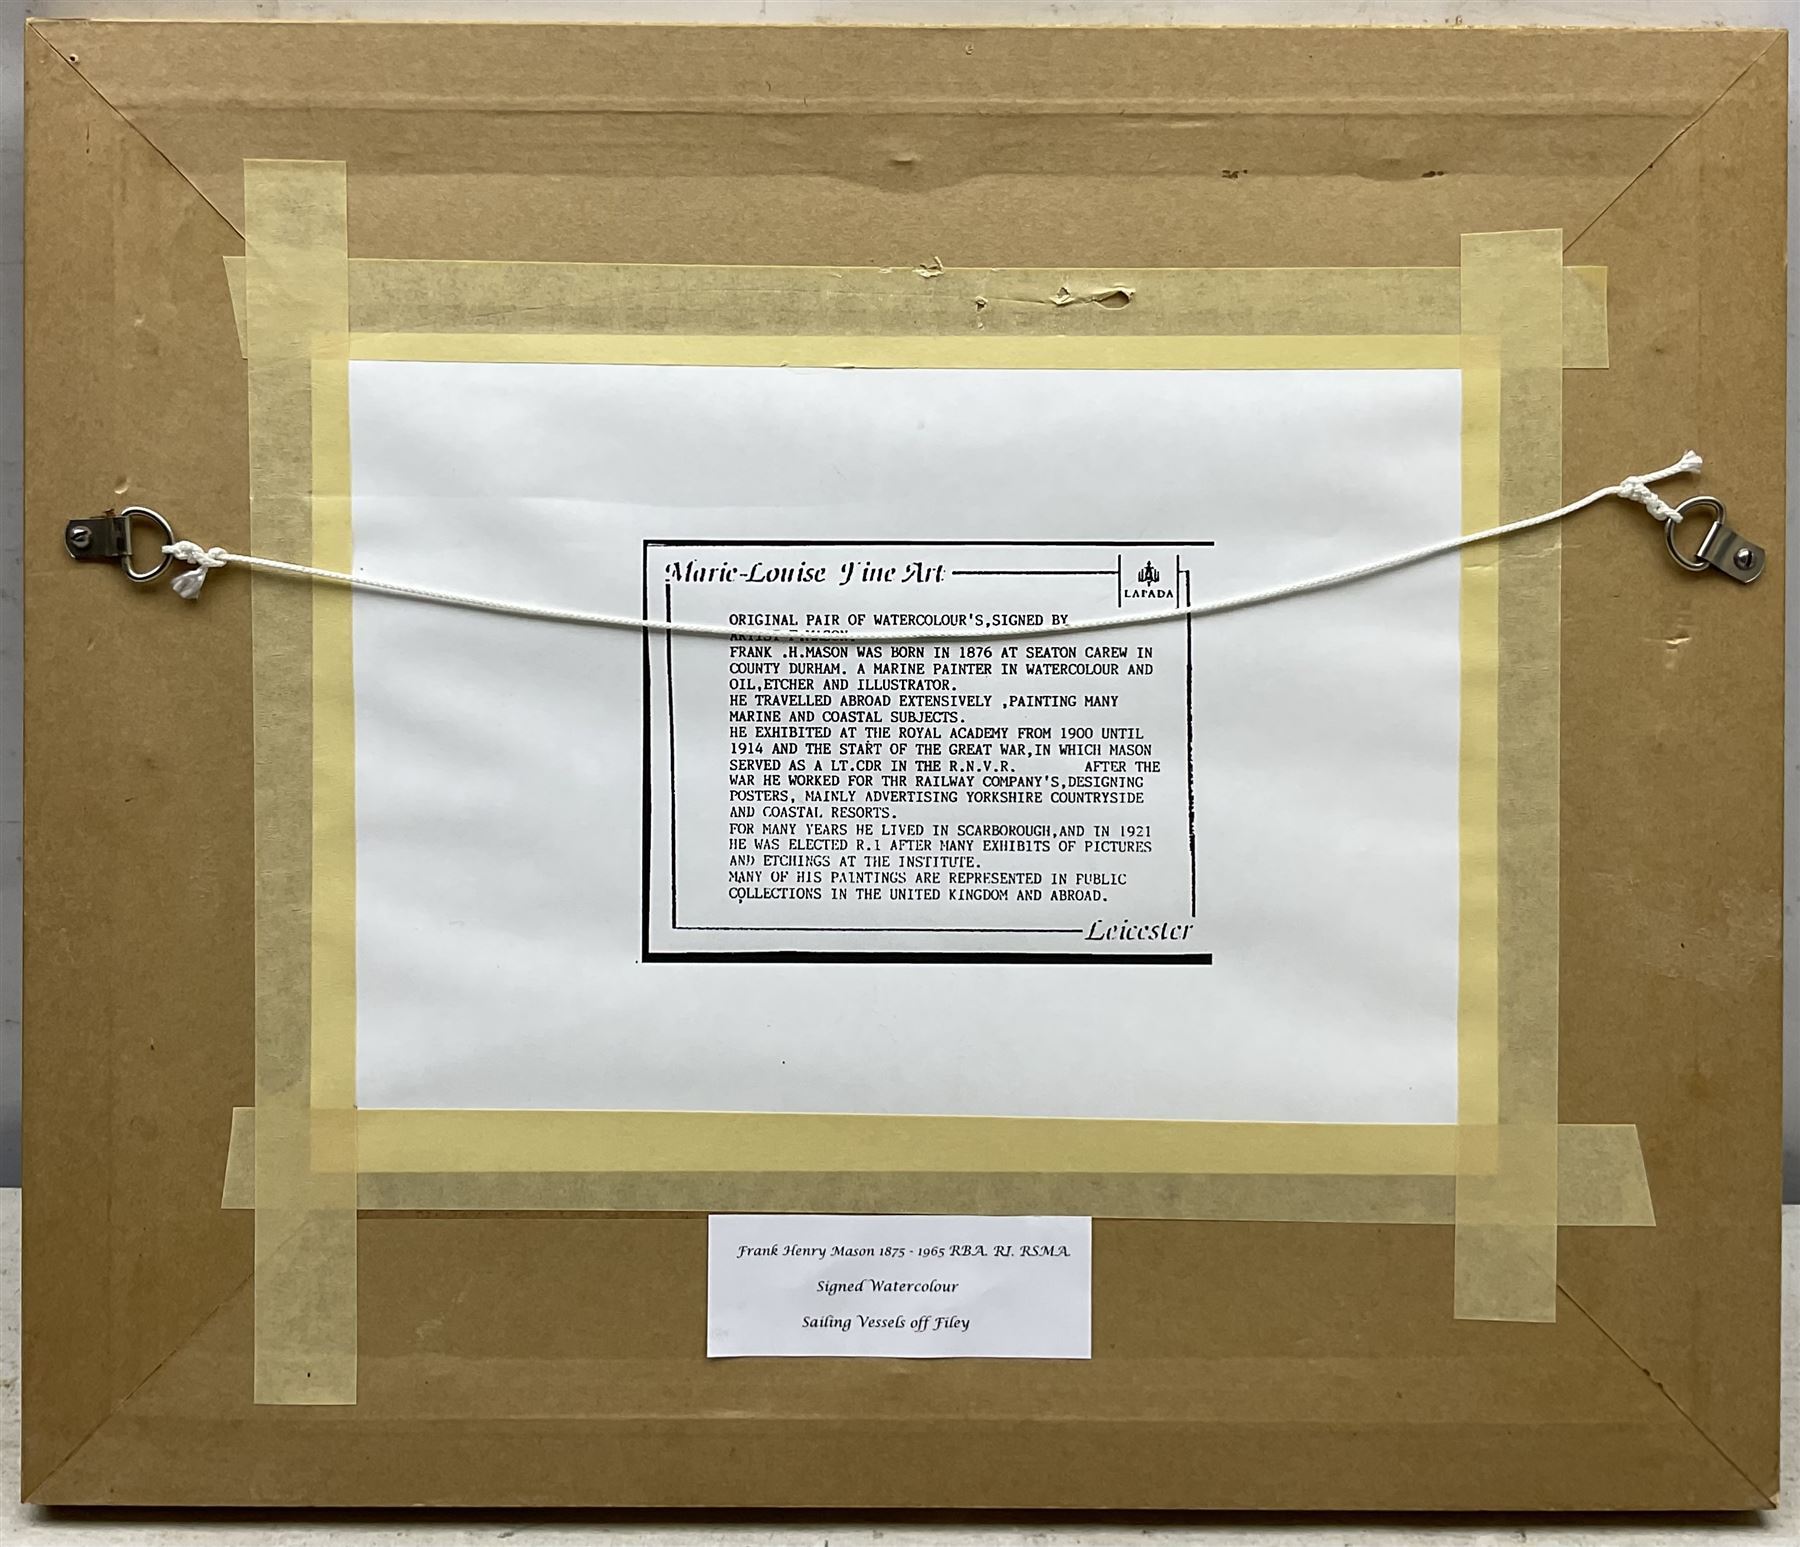 Marie-Louise Fine Art
LAPADA
ORIGINAL PAIR OF WATERCOLOUR'S,SIGNED BY
ARTIST F.MASON.
FRANK .H.MASON WAS BORN IN 1876 AT SEATON CAREW IN
COUNTY DURHAM. A MARINE PAINTER IN WATERCOLOUR AND
OIL,ETCHER AND ILLUSTRATOR.
HE TRAVELLED ABROAD EXTENSIVELY ,PAINTING MANY
MARINE AND COASTAL SUBJECTS.
HE EXHIBITED AT THE ROYAL ACADEMY FROM 1900 UNTIL
1914 AND THE START OF THE GREAT WAR,IN WHICH MASON
SERVED AS A LT.CDR IN THE R.N.V.R. AFTER THE
WAR HE WORKED FOR THR RAILWAY COMPANY'S,DESIGNING
POSTERS, MAINLY ADVERTISING YORKSHIRE COUNTRYSIDE
AND COASTAL RESORTS.
FOR MANY YEARS HE LIVED IN SCARBOROUGH,AND IN 1921
HE WAS ELECTED R.I AFTER MANY EXHIBITS OF PICTURES
AND ETCHINGS AT THE INSTITUTE.
MANY OF HIS PAINTINGS ARE REPRESENTED IN PUBLIC
COLLECTIONS IN THE UNITED KINGDOM AND ABROAD.
Leicester
Frank Henry Mason 1875 - 1965 RBA. RI. RSMA
Signed Watercolour
Sailing Vessels off Filey